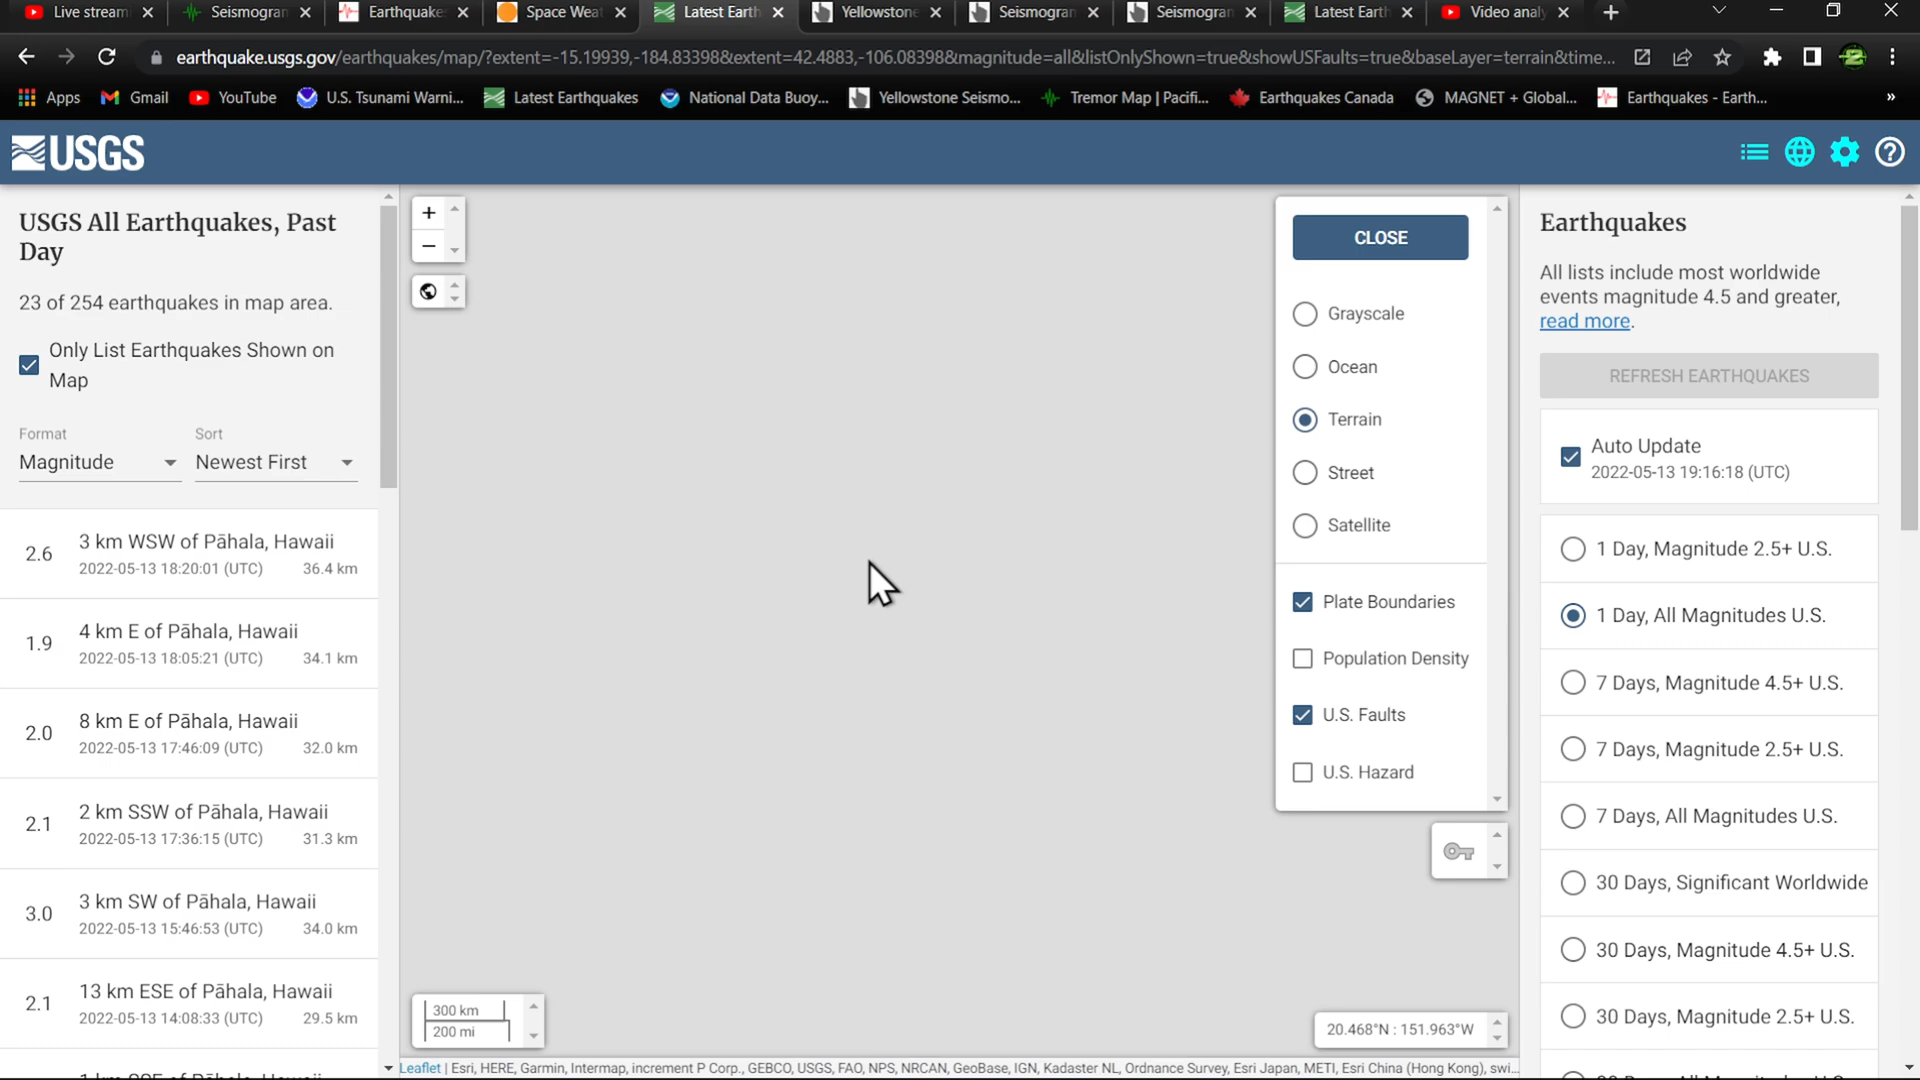 Live stream
Seismogran
Earthquake
Space Weat
Latest Earth
Yellowstone
Seismogran
Seismogran
Latest Earth
Video analy
earthquake.usgs.gov/earthquakes/map/?extent=-15.19939,-184.83398&extent=42.4883,-106.08398&magnitude=all&listOnlyShown=true&showUSFaults=true&baseLayer=terrain&time...
Apps
Gmail
YouTube
U.S. Tsunami Warni...
Latest Earthquakes
National Data Buoy...
Yellowstone Seismo...
Tremor Map | Pacifi...
Earthquakes Canada
MAGNET + Global...
Earthquakes - Earth...
»
USGS
USGS All Earthquakes, Past
Day
23 of 254 earthquakes in map area.
Only List Earthquakes Shown on
Map
Format
Sort
Magnitude
Newest First
2.6
3 km WSW of Pāhala, Hawaii
2022-05-13 18:20:01 (UTC) 36.4 km
1.9
4 km E of Pāhala, Hawaii
2022-05-13 18:05:21 (UTC) 34.1 km
2.0
8 km E of Pāhala, Hawaii
2022-05-13 17:46:09 (UTC) 32.0 km
2.1
2 km SSW of Pāhala, Hawaii
2022-05-13 17:36:15 (UTC) 31.3 km
3.0
3 km SW of Pāhala, Hawaii
2022-05-13 15:46:53 (UTC) 34.0 km
2.1
13 km ESE of Pāhala, Hawaii
2022-05-13 14:08:33 (UTC) 29.5 km
+
−
300 km
200 mi
CLOSE
Grayscale
Ocean
Terrain
Street
Satellite
Plate Boundaries
Population Density
U.S. Faults
U.S. Hazard
20.468°N : 151.963°W
Leaflet | Esri, HERE, Garmin, Intermap, increment P Corp., GEBCO, USGS, FAO, NPS, NRCAN, GeoBase, IGN, Kadaster NL, Ordnance Survey, Esri Japan, METI, Esri China (Hong Kong), swi...
Earthquakes
All lists include most worldwide
events magnitude 4.5 and greater,
read more.
REFRESH EARTHQUAKES
Auto Update
2022-05-13 19:16:18 (UTC)
1 Day, Magnitude 2.5+ U.S.
1 Day, All Magnitudes U.S.
7 Days, Magnitude 4.5+ U.S.
7 Days, Magnitude 2.5+ U.S.
7 Days, All Magnitudes U.S.
30 Days, Significant Worldwide
30 Days, Magnitude 4.5+ U.S.
30 Days, Magnitude 2.5+ U.S.